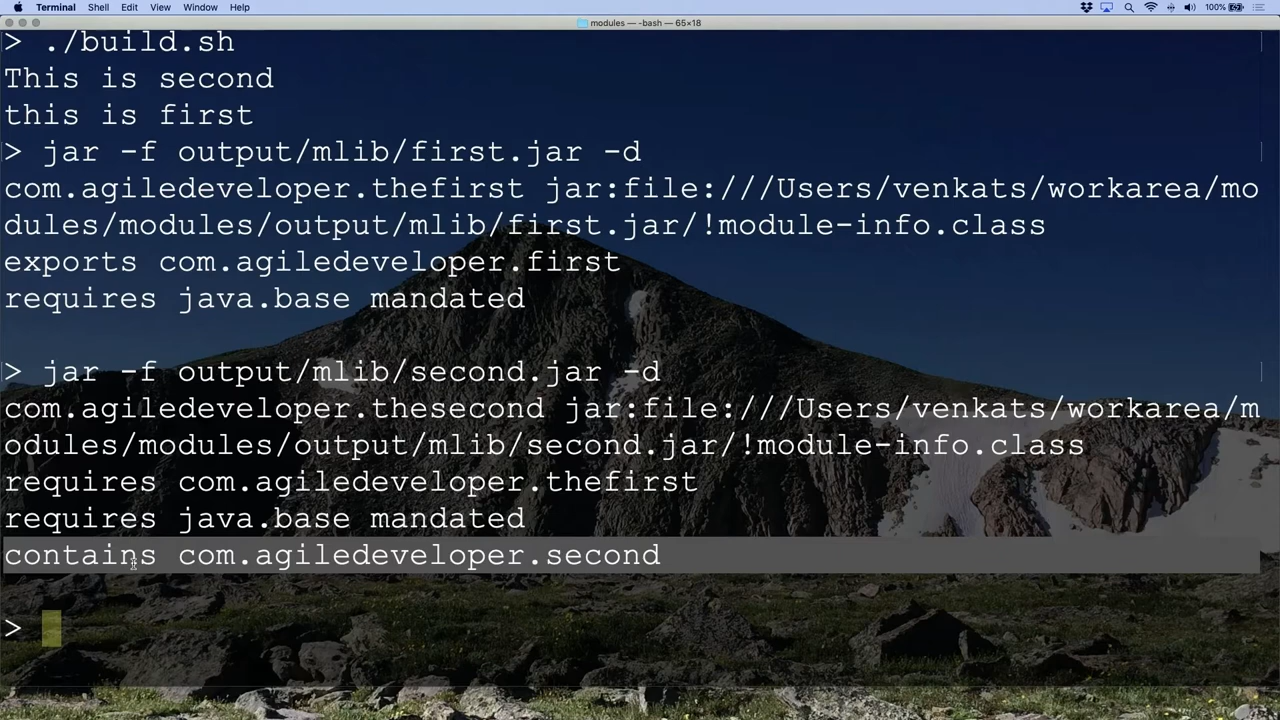 Terminal Shell Edit View Window Help 100%
modules — -bash — 65×18
> ./build.sh
This is second
this is first
> jar -f output/mlib/first.jar -d
com.agiledeveloper.thefirst jar:file:///Users/venkats/workarea/mo
dules/modules/output/mlib/first.jar/!module-info.class
exports com.agiledeveloper.first
requires java.base mandated
> jar -f output/mlib/second.jar -d
com.agiledeveloper.thesecond jar:file:///Users/venkats/workarea/m
odules/modules/output/mlib/second.jar/!module-info.class
requires com.agiledeveloper.thefirst
requires java.base mandated
contains com.agiledeveloper.second
>